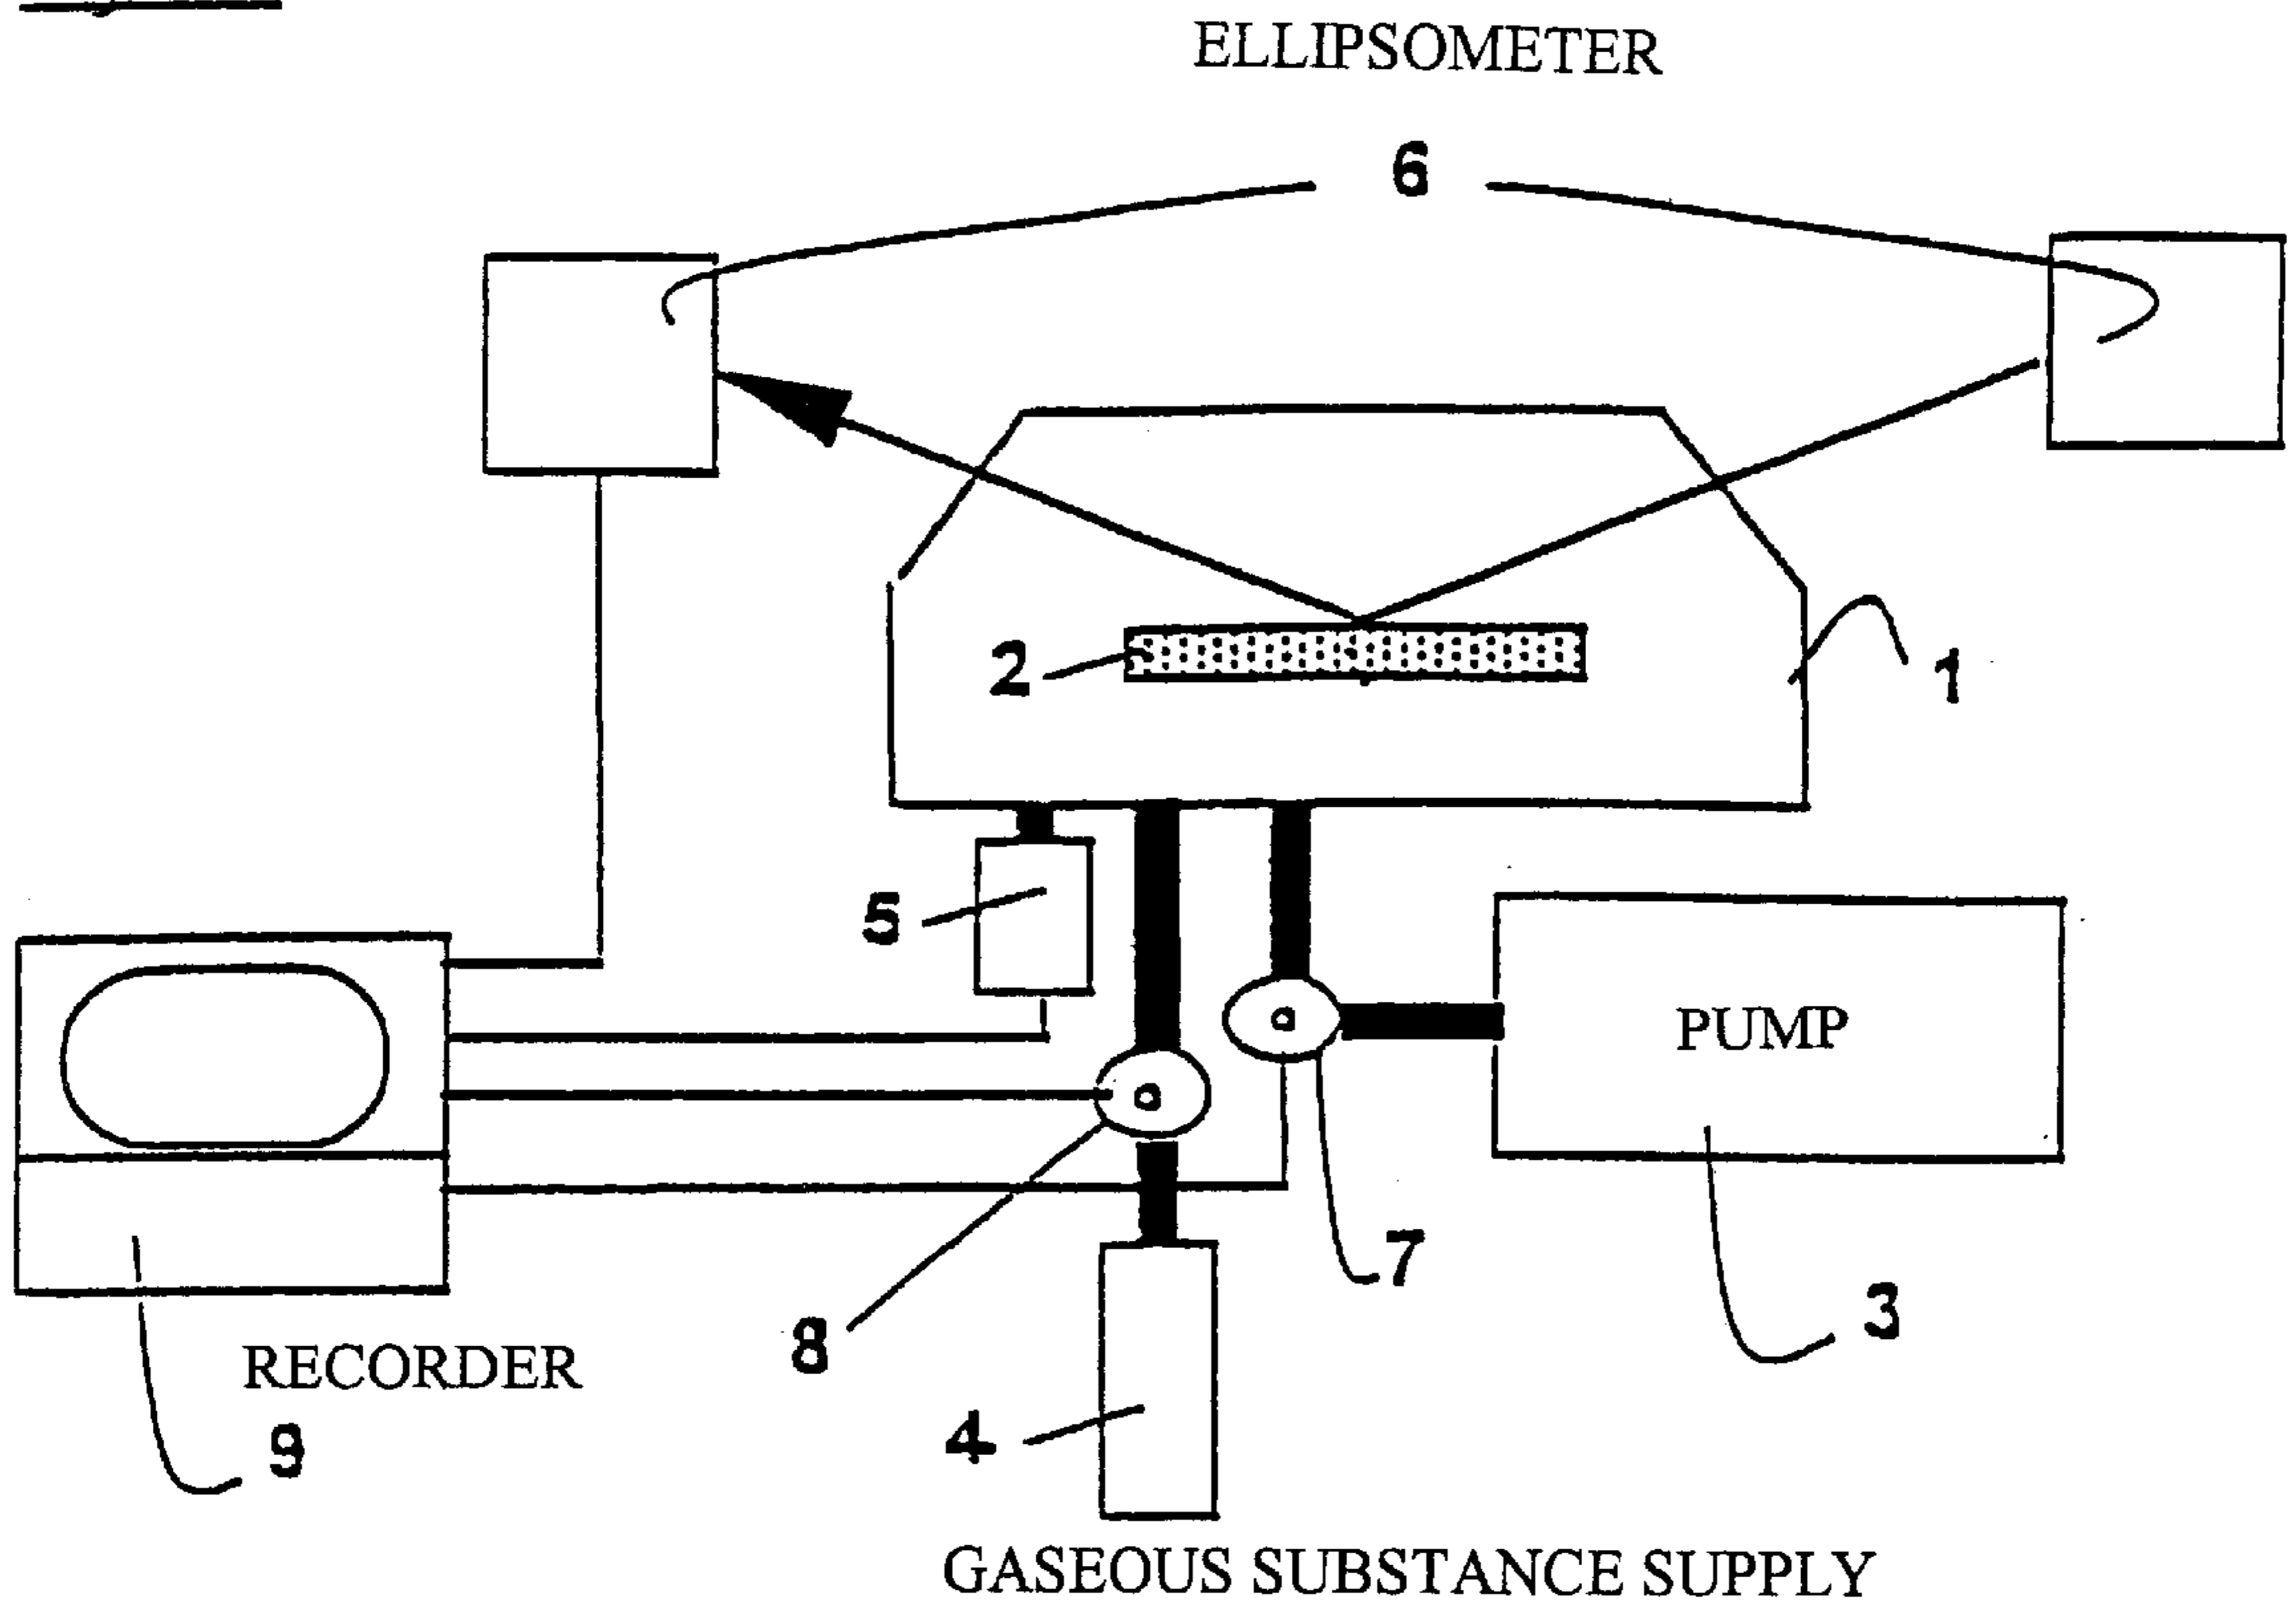 ELLIPSOMETER
6
2
1
5
PUMP
7
3
8
RECORDER
9
4
GASEOUS SUBSTANCE SUPPLY